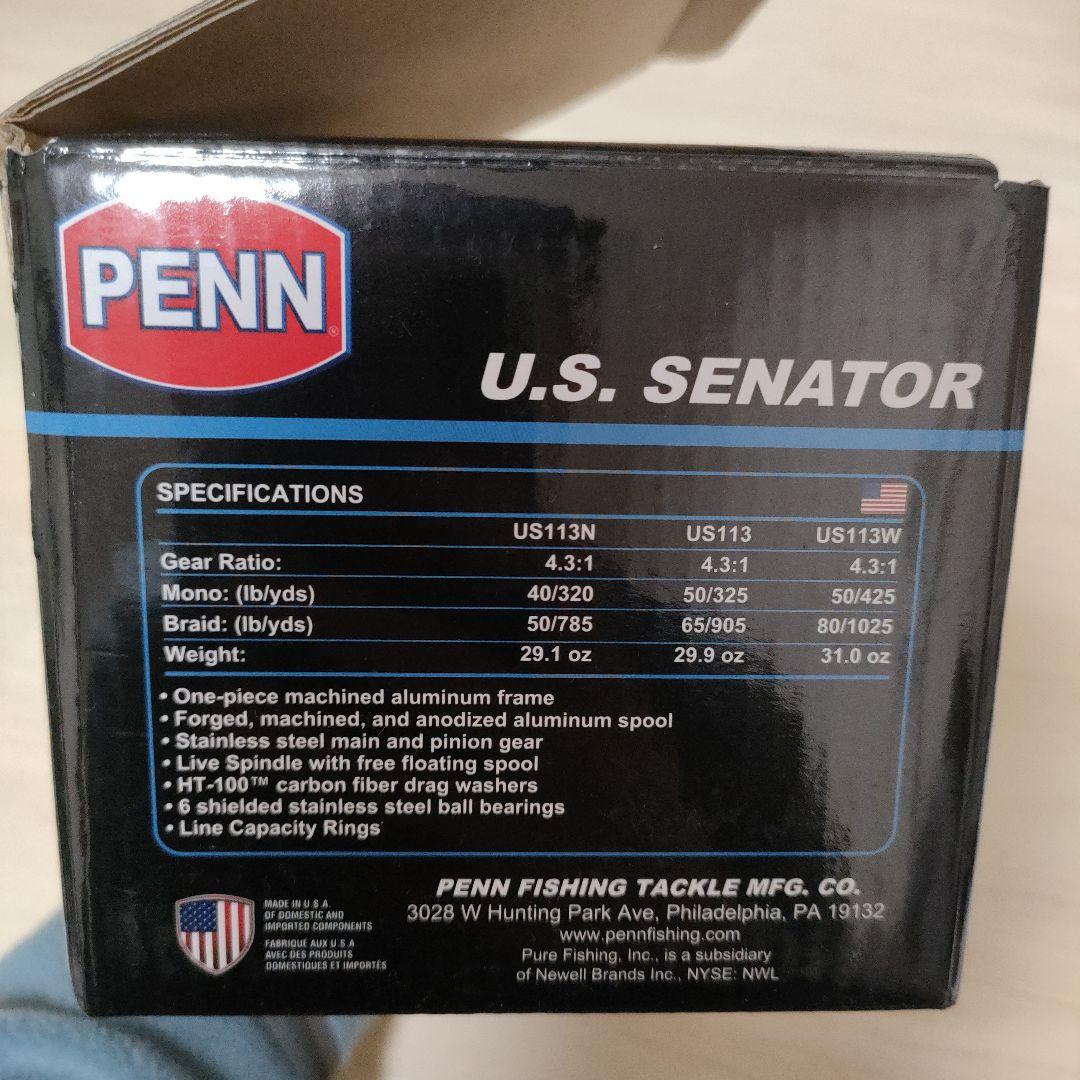 PENN®
U.S. SENATOR
SPECIFICATIONS
US113N US113 US113W
Gear Ratio: 4.3:1 4.3:1 4.3:1
Mono: (lb/yds) 40/320 50/325 50/425
Braid: (lb/yds) 50/785 65/905 80/1025
Weight: 29.1 oz 29.9 oz 31.0 oz
• One-piece machined aluminum frame
• Forged, machined, and anodized aluminum spool
• Stainless steel main and pinion gear
• Live Spindle with free floating spool
• HT-100™ carbon fiber drag washers
• 6 shielded stainless steel ball bearings
• Line Capacity Rings
MADE IN U.S.A.
OF DOMESTIC AND
IMPORTED COMPONENTS
FABRIQUÉ AUX U.S.A
AVEC DES PRODUITS
DOMESTIQUES ET IMPORTÉS
PENN FISHING TACKLE MFG. CO.
3028 W Hunting Park Ave, Philadelphia, PA 19132
www.pennfishing.com
Pure Fishing, Inc., is a subsidiary
of Newell Brands Inc., NYSE: NWL